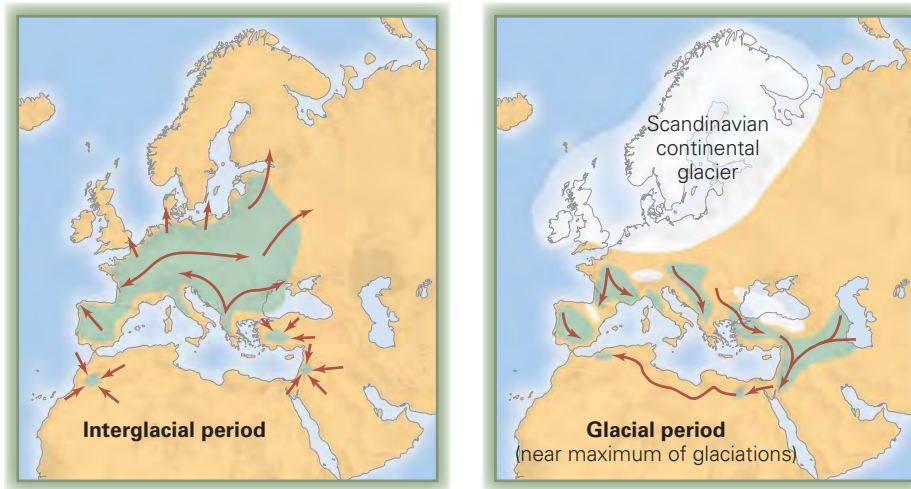 Interglacial period
Scandinavian
continental
glacier
Glacial period
(near maximum of glaciations)